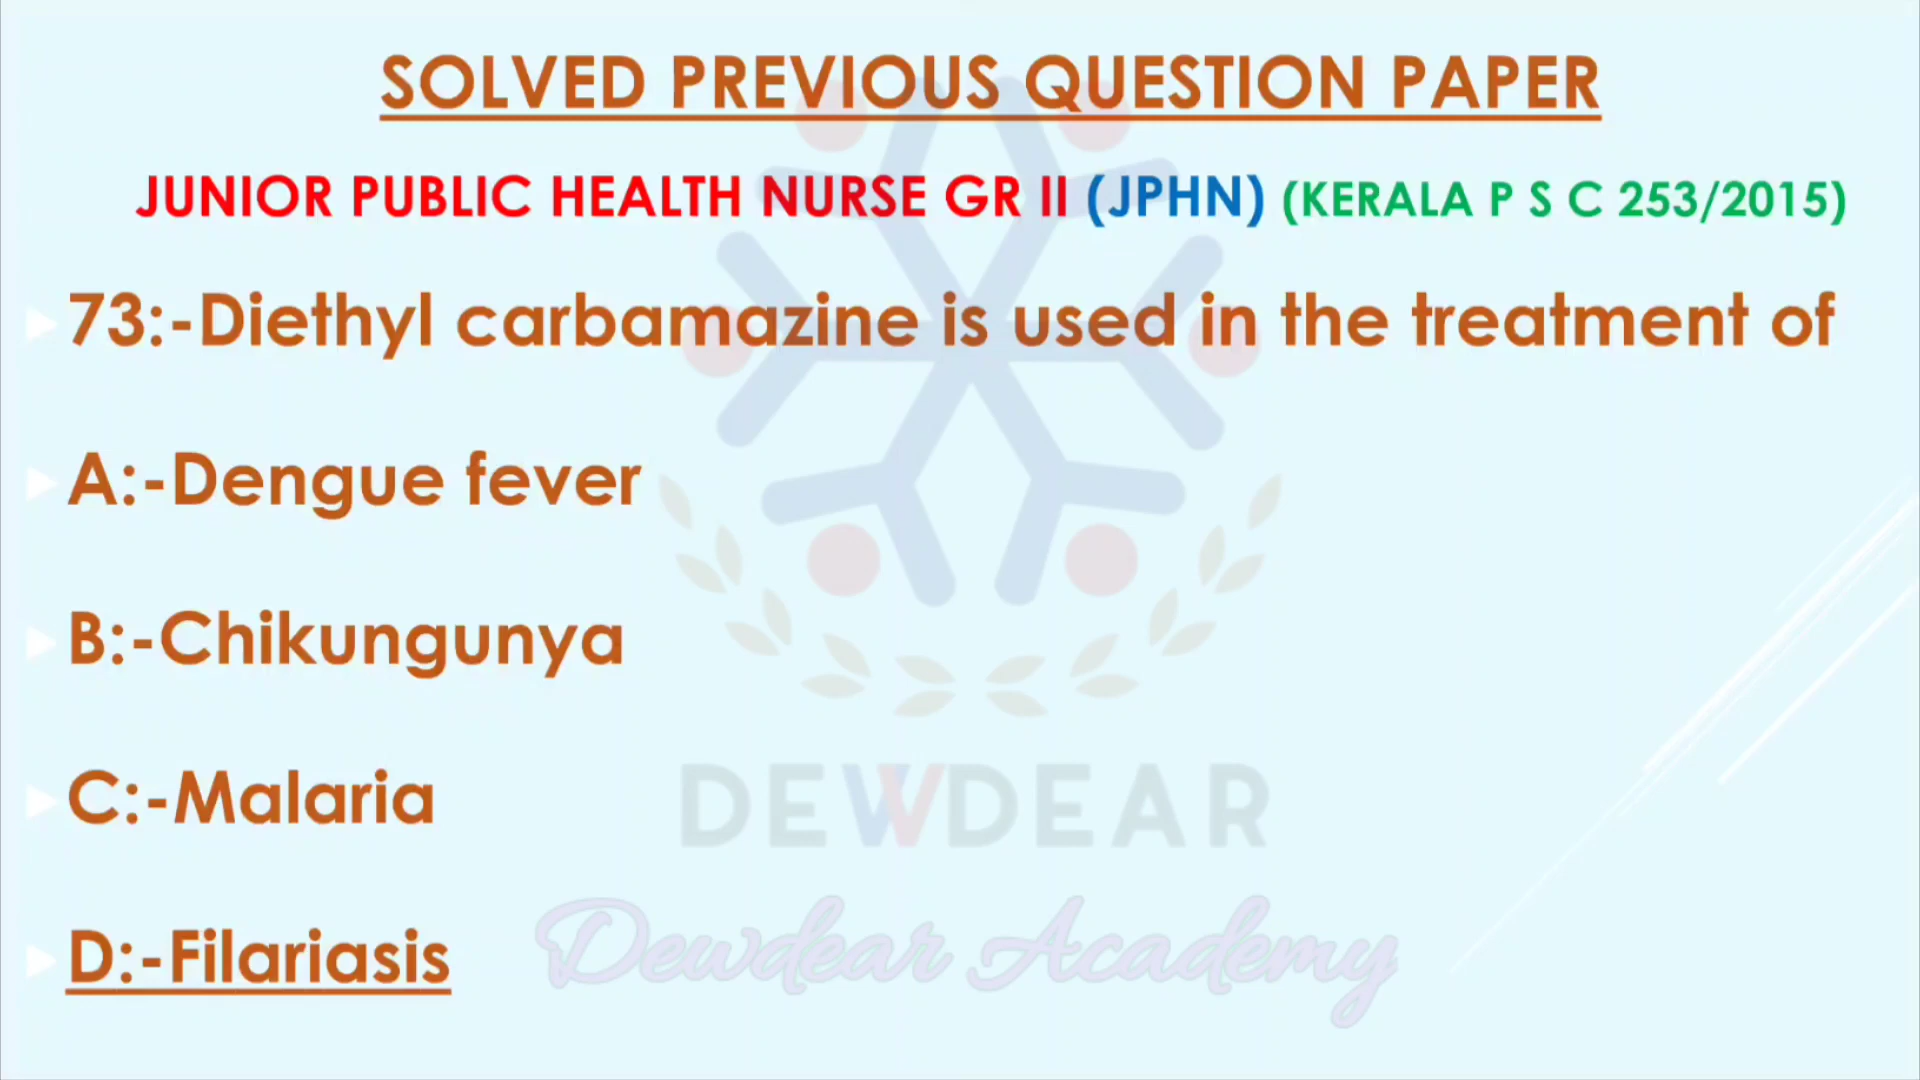 SOLVED PREVIOUS QUESTION PAPER
JUNIOR PUBLIC HEALTH NURSE GR II (JPHN) (KERALA P S C 253/2015)
73:-Diethyl carbamazine is used in the treatment of
A:-Dengue fever
B:-Chikungunya
C:-Malaria
DEWDEAR
D:-Filariasis
Dewdear Academy